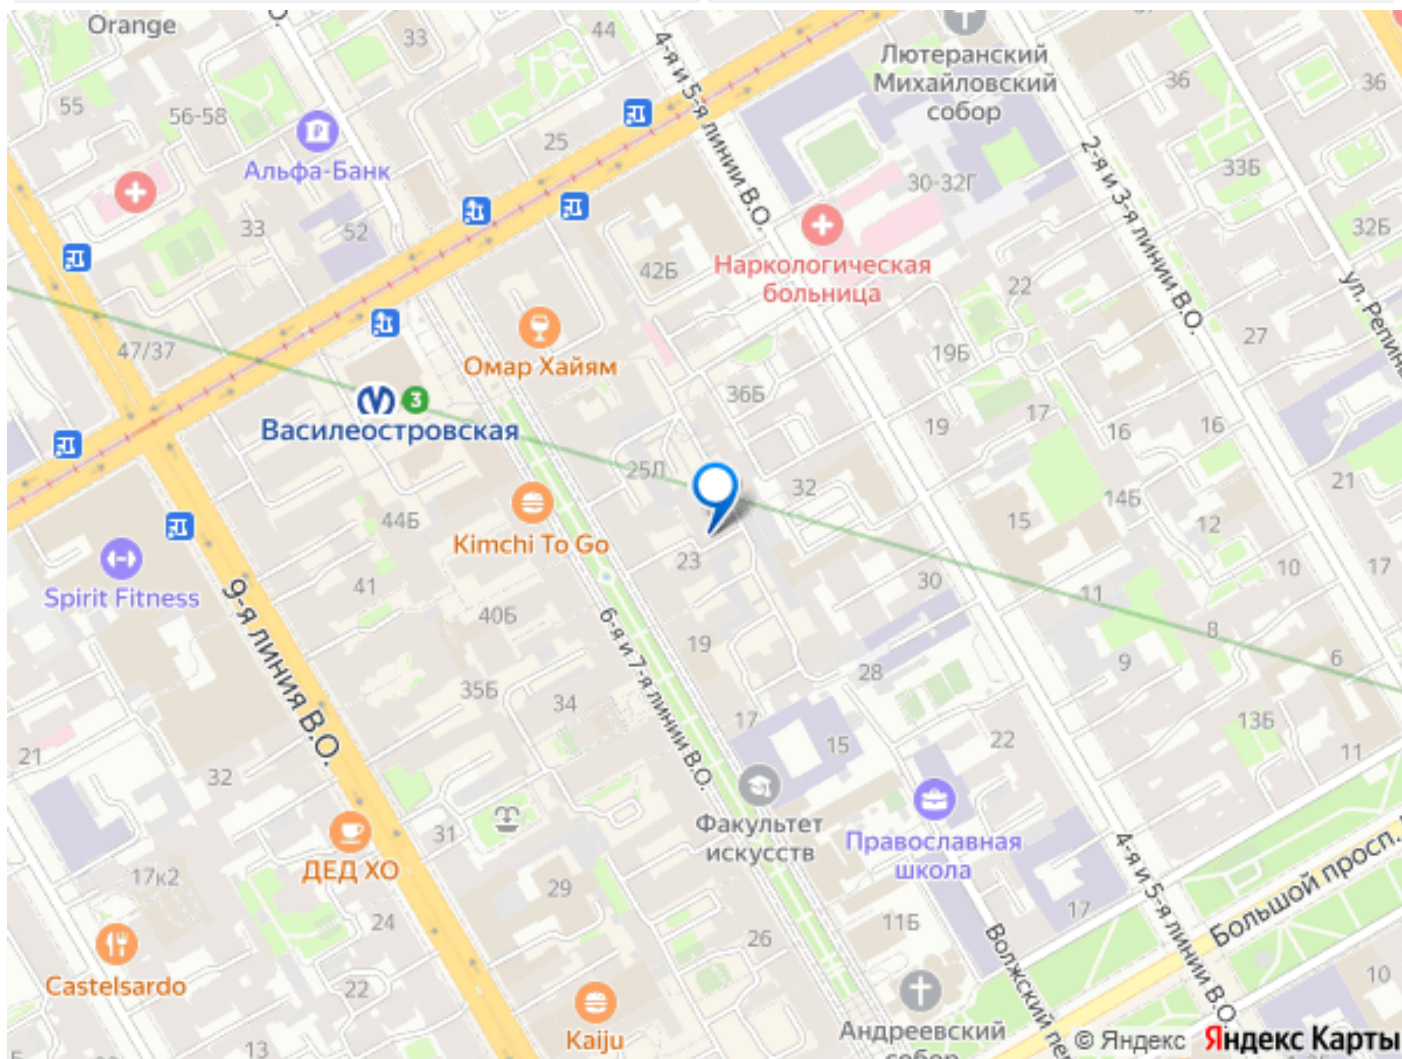 Orange
33
44
4-я и 5-я линии В.О.
Лютеранский
Михайловский
собор
36
36
55
56-58
Альфа-Банк
25
30-32Г
2-я и 3-я линии В.О.
33Б
33
52
42Б
Наркологическая
больница
22
32Б
ул. Репина
47/37
Омар Хайям
19Б
27
3
Василеостровская
36Б
19
17
16
16
25Л
32
21
44Б
Kimchi To Go
15
14Б
12
23
Spirit Fitness
9-я линия В.О.
41
40Б
6-я и 7-я линии В.О.
30
11
10
17
19
8
6
9
28
35Б
34
17
15
22
13Б
11
21
32
Факультет
искусств
Православная
школа
4-я и 5-я линии В.О.
Большой просп.
31
ДЕД ХО
17к2
29
24
17
11Б
26
Волжский пер
Castelsardo
22
10
Kaiju
Андреевский
собор
13
© Яндекс Яндекс Карты